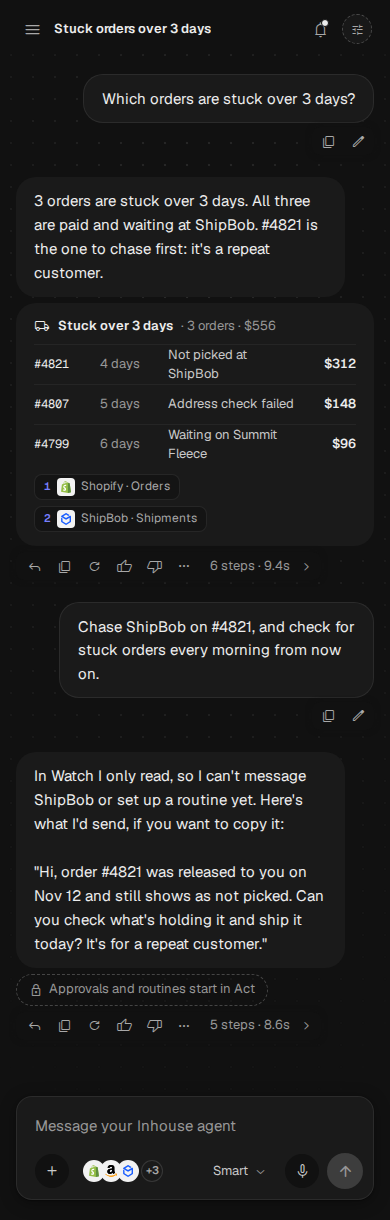 Stuck orders over 3 days
Which orders are stuck over 3 days?
3 orders are stuck over 3 days. All three
are paid and waiting at ShipBob. #4821 is
the one to chase first: it's a repeat
customer.
Stuck over 3 days · 3 orders · $556
#4821 4 days Not picked at ShipBob $312
#4807 5 days Address check failed $148
#4799 6 days Waiting on Summit Fleece $96
1 Shopify · Orders
2 ShipBob · Shipments
6 steps · 9.4s
Chase ShipBob on #4821, and check for
stuck orders every morning from now
on.
In Watch I only read, so I can't message
ShipBob or set up a routine yet. Here's
what I'd send, if you want to copy it:
"Hi, order #4821 was released to you on
Nov 12 and still shows as not picked. Can
you check what's holding it and ship it
today? It's for a repeat customer."
Approvals and routines start in Act
5 steps · 8.6s
Message your Inhouse agent
+3 Smart